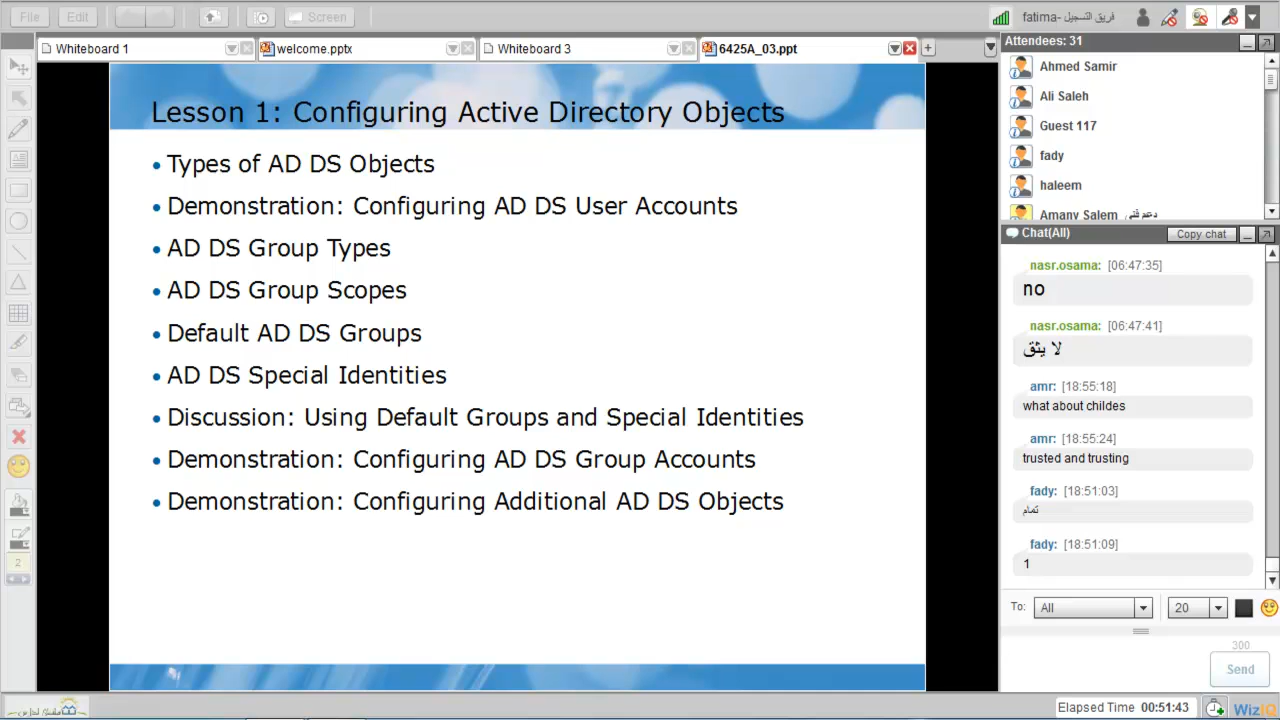 File
Edit
Screen
fatima- فريق التسجيل
Whiteboard 1
welcome.pptx
Whiteboard 3
6425A_03.ppt
Attendees: 31
Ahmed Samir
Ali Saleh
Guest 117
fady
haleem
Amany Salem دعم فني
Lesson 1: Configuring Active Directory Objects
• Types of AD DS Objects
• Demonstration: Configuring AD DS User Accounts
• AD DS Group Types
• AD DS Group Scopes
• Default AD DS Groups
• AD DS Special Identities
• Discussion: Using Default Groups and Special Identities
• Demonstration: Configuring AD DS Group Accounts
• Demonstration: Configuring Additional AD DS Objects
2
Chat(All)
Copy chat
nasr.osama: [06:47:35]
no
nasr.osama: [06:47:41]
لا يثق
amr: [18:55:18]
what about childes
amr: [18:55:24]
trusted and trusting
fady: [18:51:03]
تمام
fady: [18:51:09]
1
To: All
20
300
Send
Elapsed Time 00:51:43
WizIQ